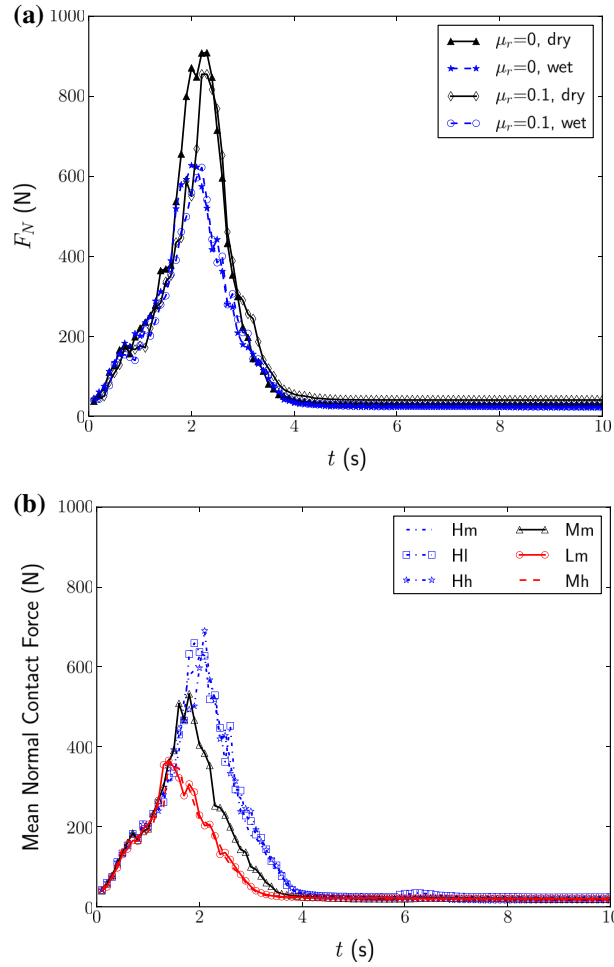 (a)
1000
800
600
400
200
0
F_N (N)
μ_r=0, dry
μ_r=0, wet
μ_r=0.1, dry
μ_r=0.1, wet
0 2 4 6 8 10
t (s)
(b)
1000
800
600
400
200
0
Mean Normal Contact Force (N)
Hm Mm
Hl Lm
Hh Mh
0 2 4 6 8 10
t (s)